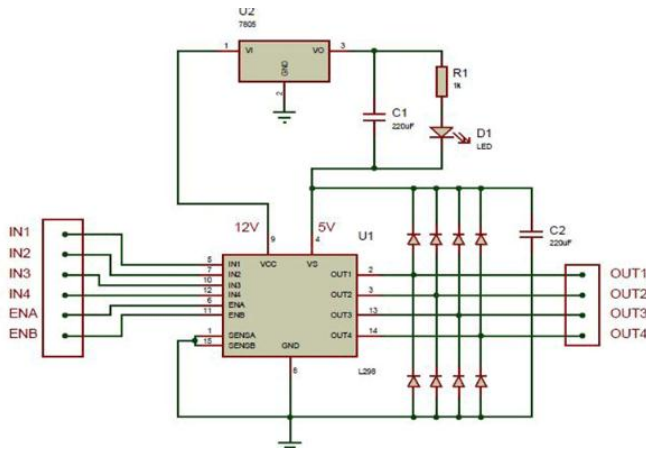 U2
7805
1
VI
VO
3
GND
2
R1
1k
C1
220uF
D1
LED
12V
5V
U1
C2
220uF
9
4
IN1
IN2
IN3
IN4
ENA
ENB
5
7
10
12
6
11
1
15
IN1
IN2
IN3
IN4
ENA
ENB
SENSA
SENSB
VCC
VS
OUT1
OUT2
OUT3
OUT4
GND
2
3
13
14
8
L298
OUT1
OUT2
OUT3
OUT4